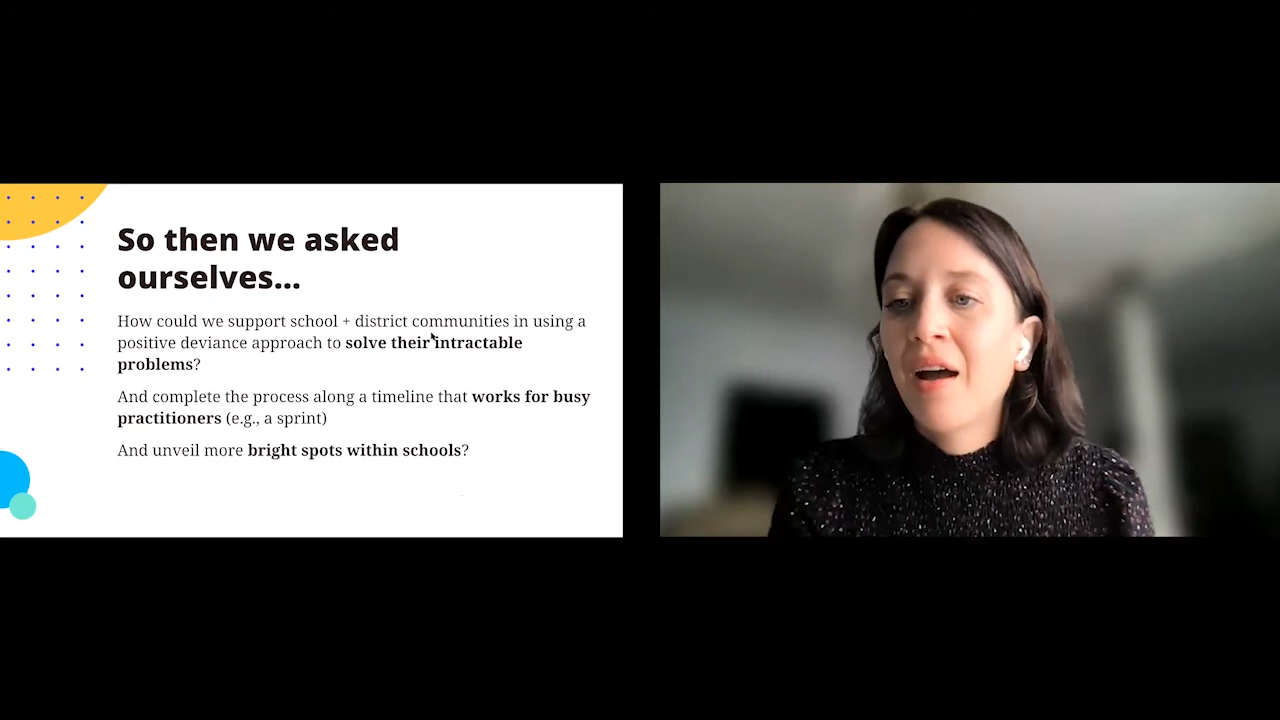 So then we asked
ourselves...
How could we support school + district communities in using a
positive deviance approach to solve their intractable
problems?
And complete the process along a timeline that works for busy
practitioners (e.g., a sprint)
And unveil more bright spots within schools?